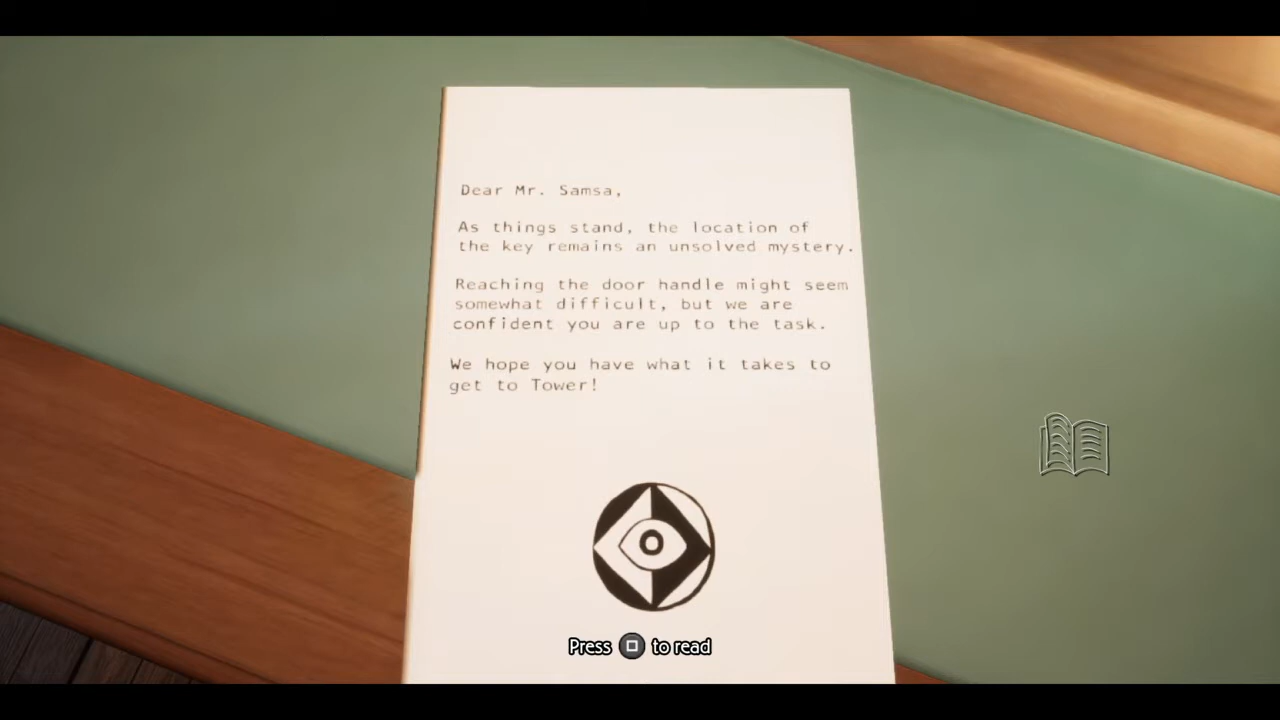 Dear Mr. Samsa,
As things stand, the location of
the key remains an unsolved mystery.
Reaching the door handle might seem
somewhat difficult, but we are
confident you are up to the task.
We hope you have what it takes to
get to Tower!
Press to read